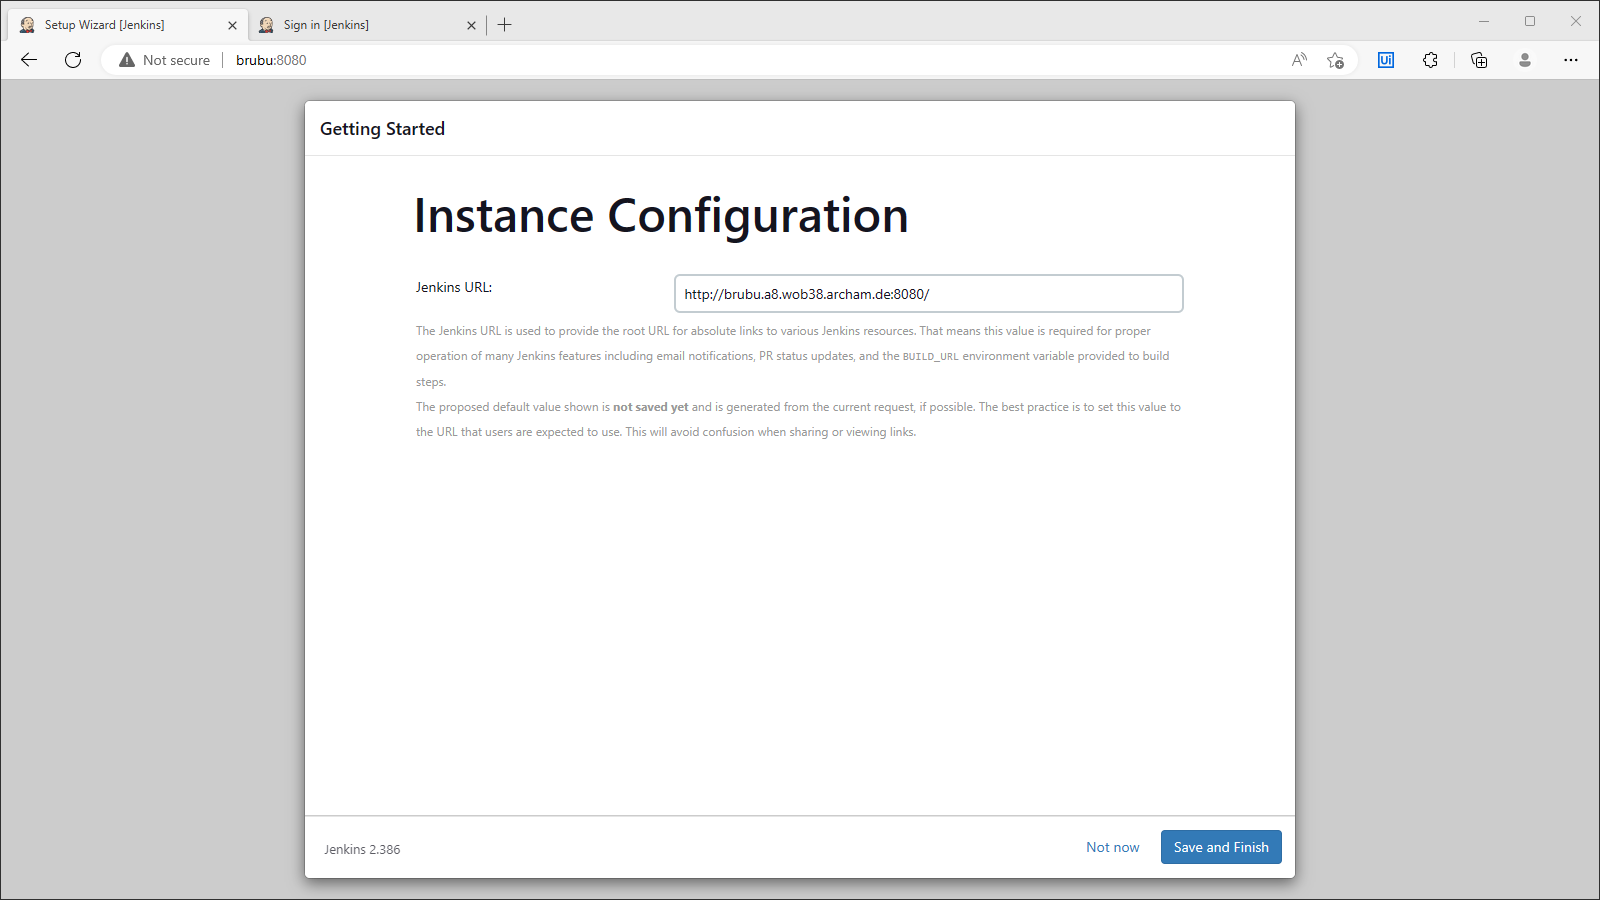 Setup Wizard [Jenkins]
Sign in [Jenkins]
Not secure
brubu:8080
Getting Started
Instance Configuration
Jenkins URL:
http://brubu.a8.wob38.archam.de:8080/
The Jenkins URL is used to provide the root URL for absolute links to various Jenkins resources. That means this value is required for proper
operation of many Jenkins features including email notifications, PR status updates, and the BUILD_URL environment variable provided to build
steps.
The proposed default value shown is not saved yet and is generated from the current request, if possible. The best practice is to set this value to
the URL that users are expected to use. This will avoid confusion when sharing or viewing links.
Jenkins 2.386
Not now
Save and Finish